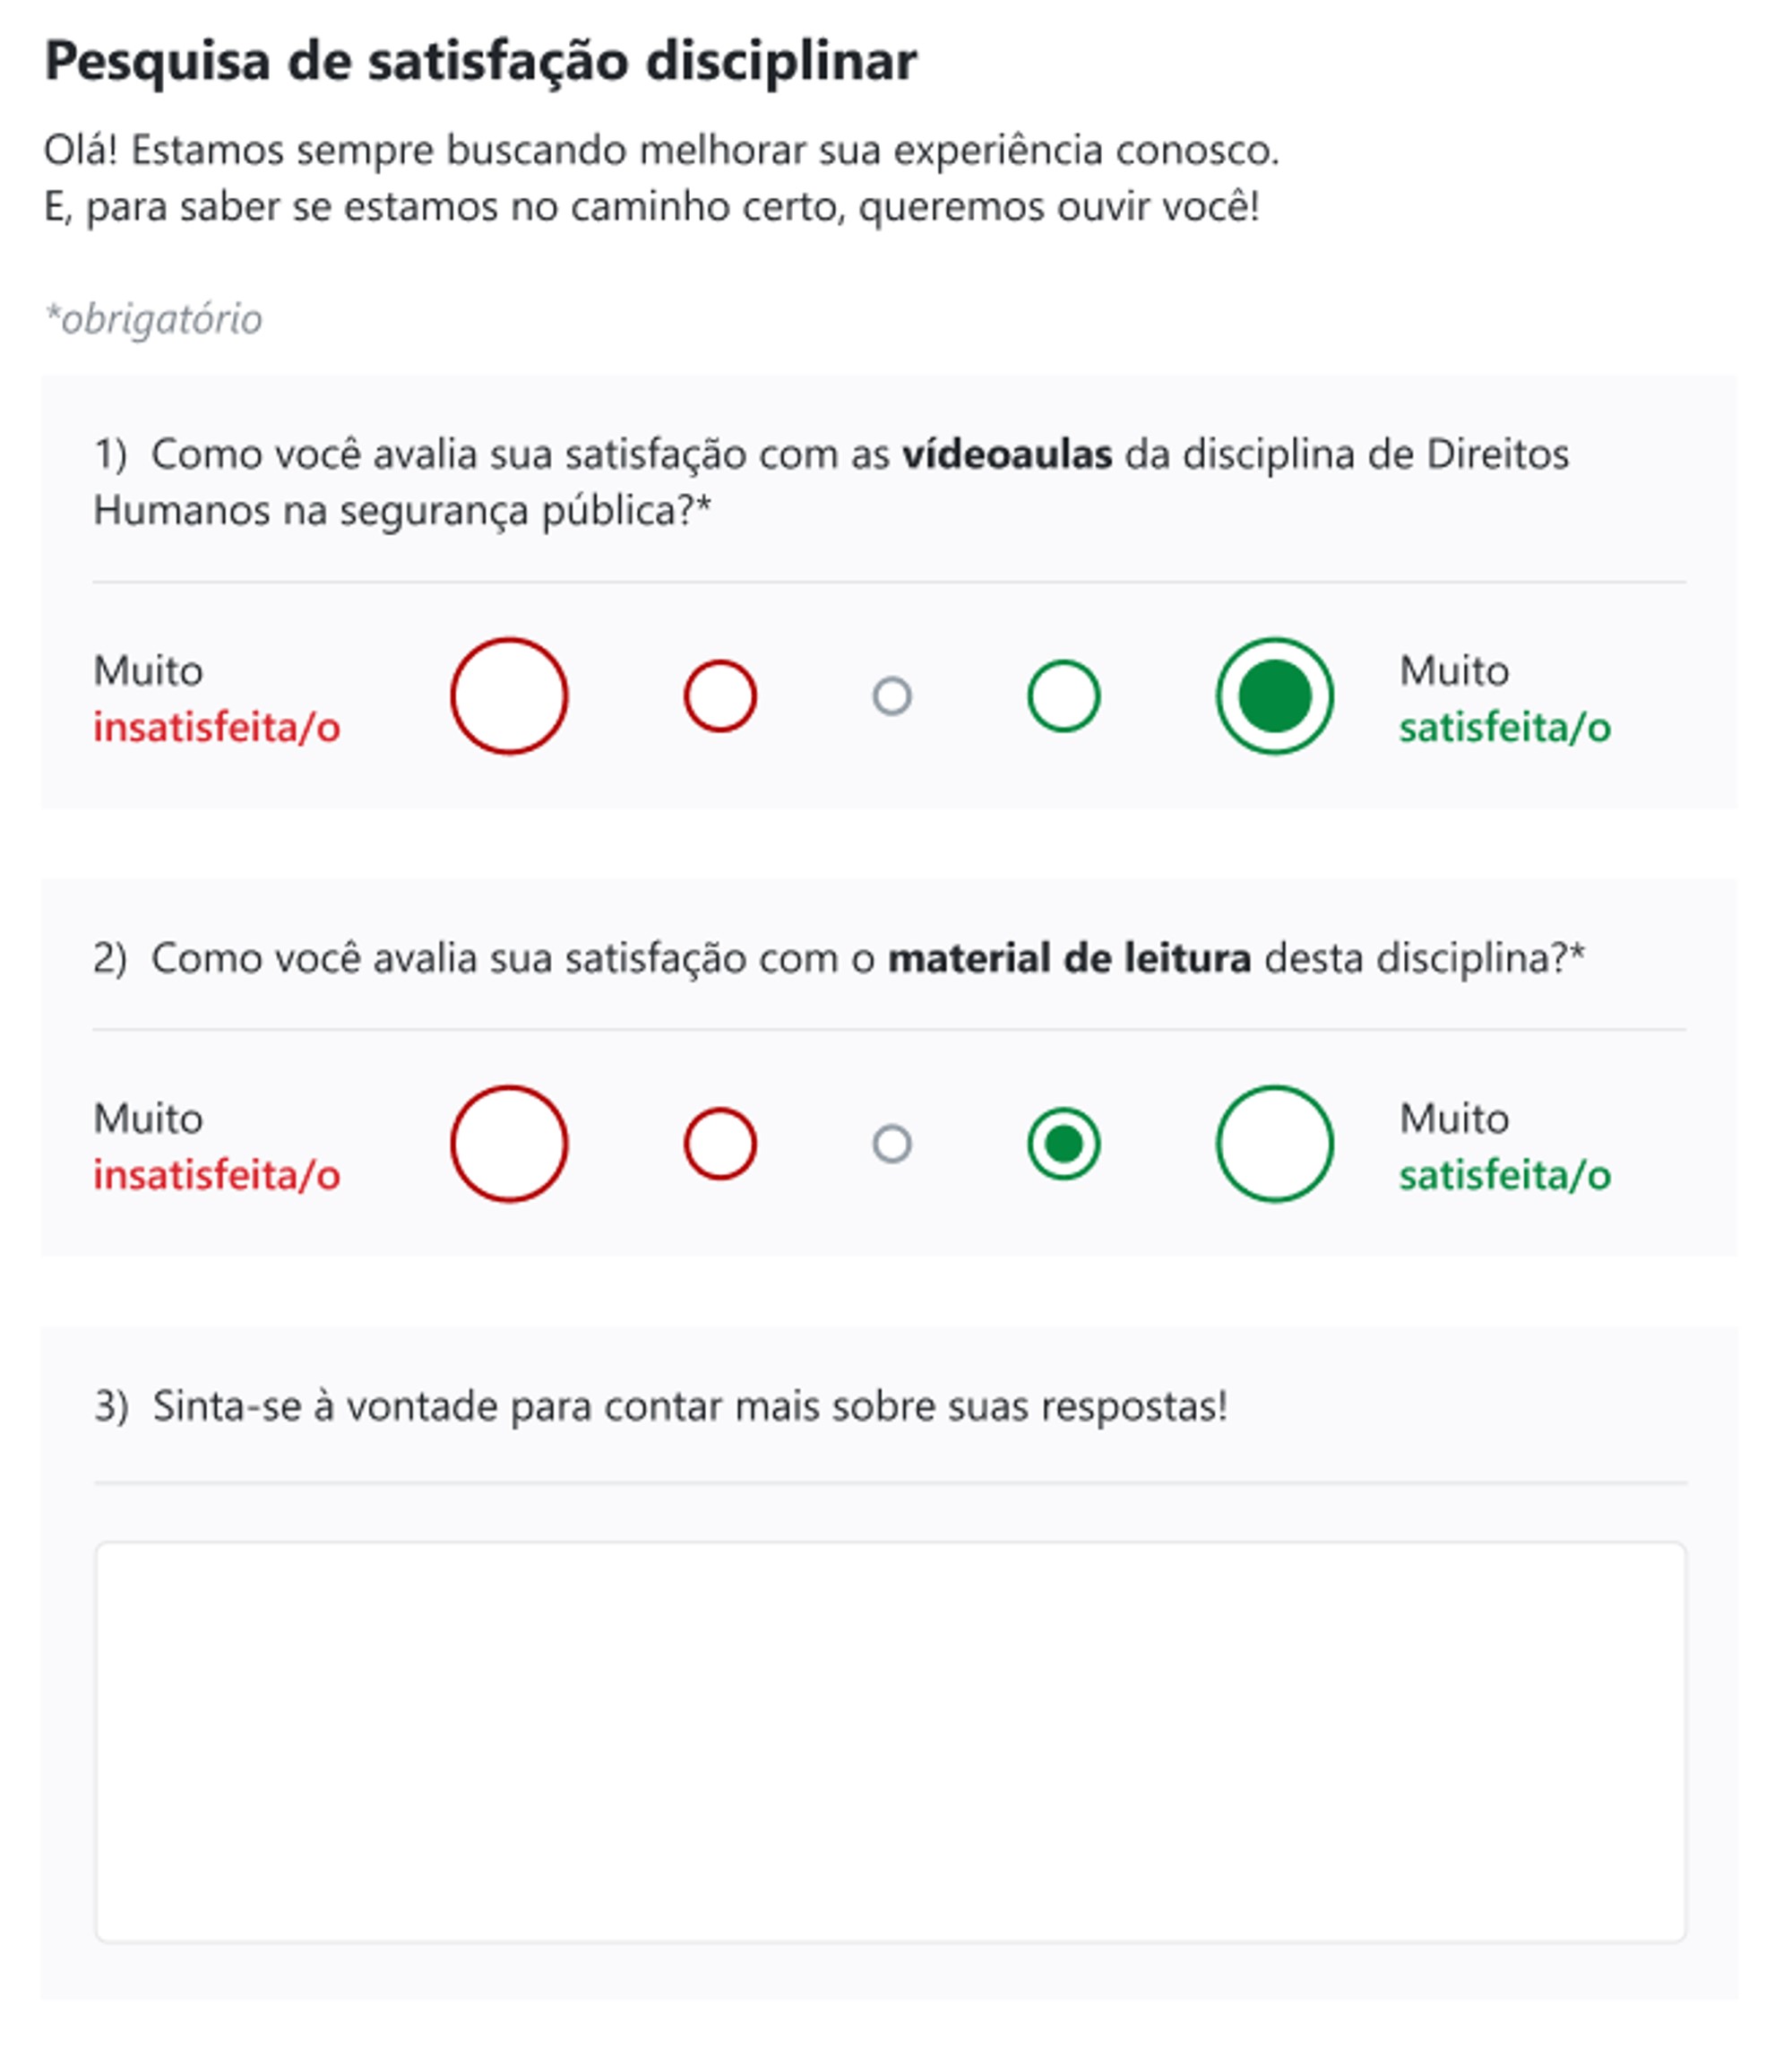 Pesquisa de satisfação disciplinar
Olá! Estamos sempre buscando melhorar sua experiência conosco.
E, para saber se estamos no caminho certo, queremos ouvir você!
*obrigatório
1) Como você avalia sua satisfação com as vídeoaulas da disciplina de Direitos
Humanos na segurança pública?*
Muito
insatisfeita/o
Muito
satisfeita/o
2) Como você avalia sua satisfação com o material de leitura desta disciplina?*
Muito
insatisfeita/o
Muito
satisfeita/o
3) Sinta-se à vontade para contar mais sobre suas respostas!